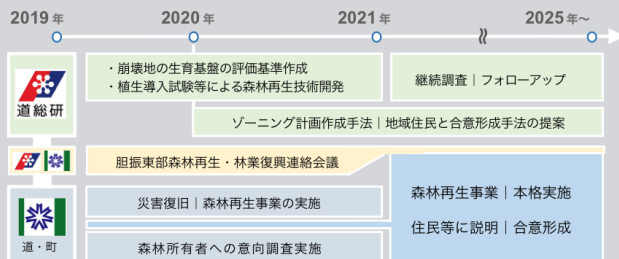 2019年 2020年 2021年 2025年～
・崩壊地の生育基盤の評価基準作成
・植生導入試験等による森林再生技術開発
継続調査｜フォローアップ
道総研
ゾーニング計画作成手法｜地域住民と合意形成手法の提案
胆振東部森林再生・林業復興連絡会議
災害復旧｜森林再生事業の実施
森林再生事業｜本格実施
住民等に説明｜合意形成
道・町
森林所有者への意向調査実施